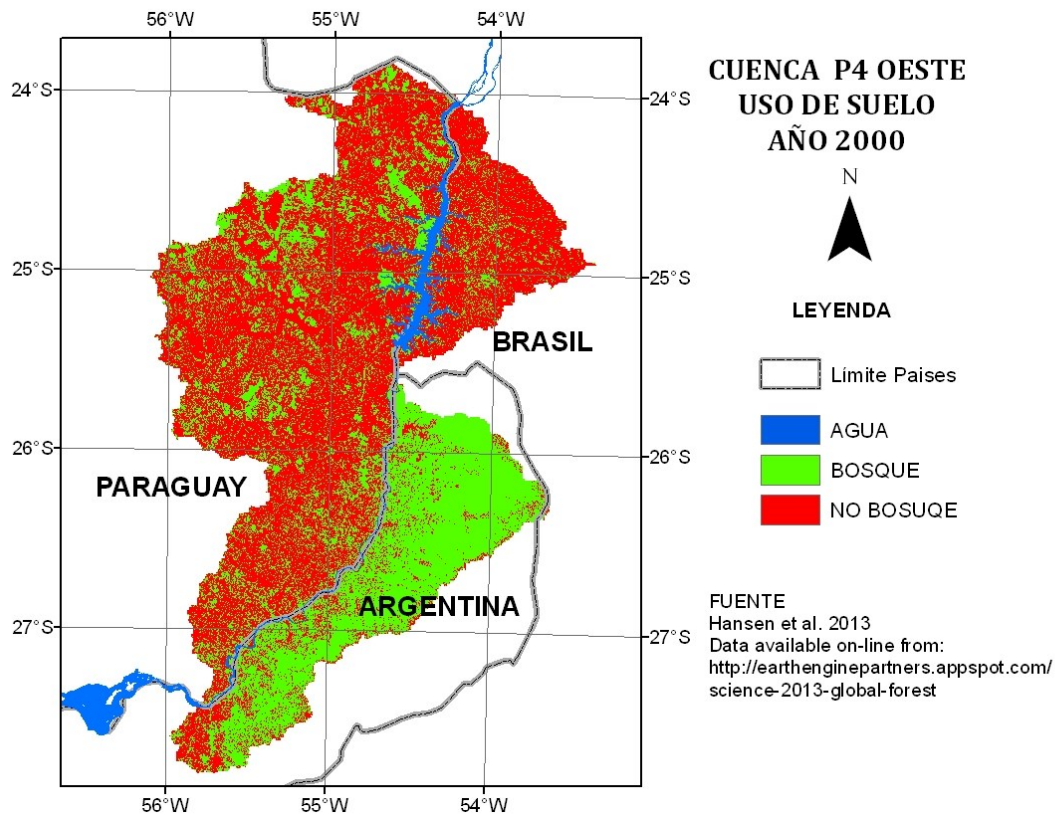 56°W 55°W 54°W
24°S 24°S
25°S 25°S
26°S 26°S
27°S 27°S
56°W 55°W 54°W
BRASIL
PARAGUAY
ARGENTINA
CUENCA P4 OESTE
USO DE SUELO
AÑO 2000
N
LEYENDA
Límite Paises
AGUA
BOSQUE
NO BOSUQE
FUENTE
Hansen et al. 2013
Data available on-line from:
http://earthenginepartners.appspot.com/
science-2013-global-forest